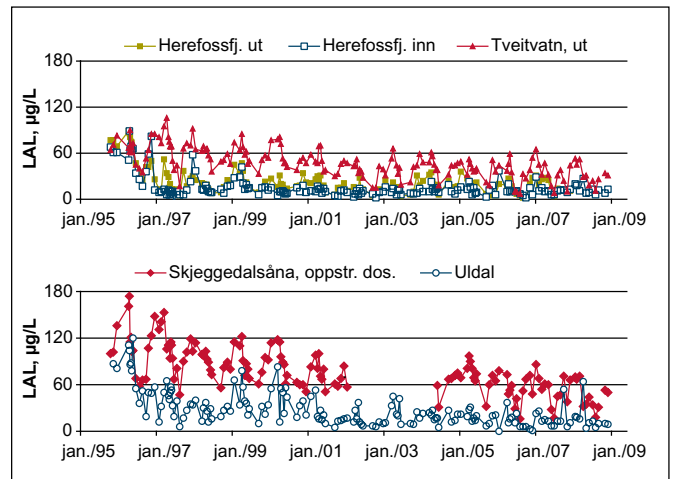 Herefossfj. ut Herefossfj. inn Tveitvatn, ut
LAL, µg/L
180
120
60
0
jan./95 jan./97 jan./99 jan./01 jan./03 jan./05 jan./07 jan./09
Skjeggedalsåna, oppstr. dos. Uldal
LAL, µg/L
180
120
60
0
jan./95 jan./97 jan./99 jan./01 jan./03 jan./05 jan./07 jan./09